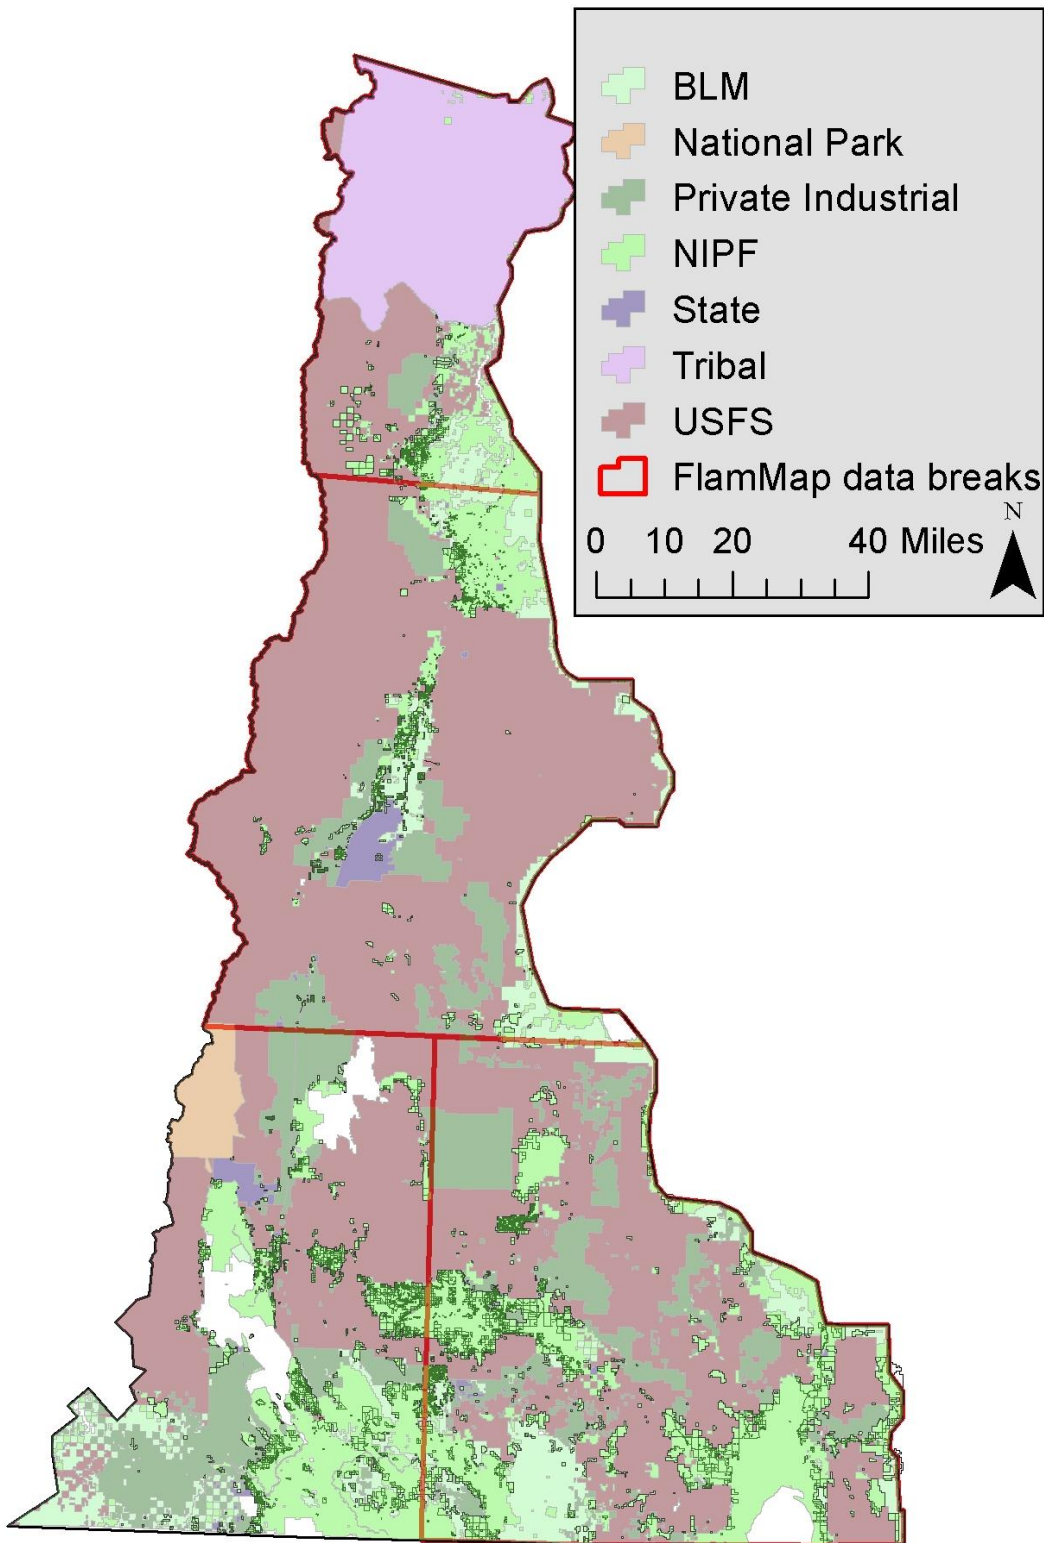 BLM
National Park
Private Industrial
NIPF
State
Tribal
USFS
FlamMap data breaks
N
0 10 20 40 Miles